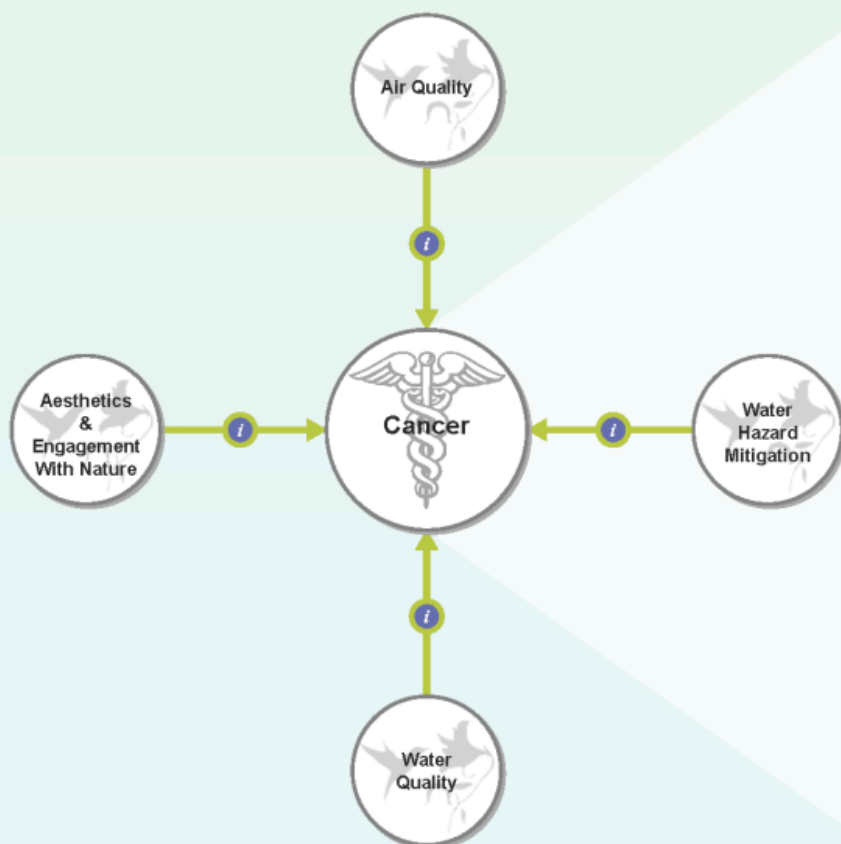 Air Quality
i
Aesthetics
&
Engagement
With Nature
i
Cancer
i
Water
Hazard
Mitigation
i
Water
Quality